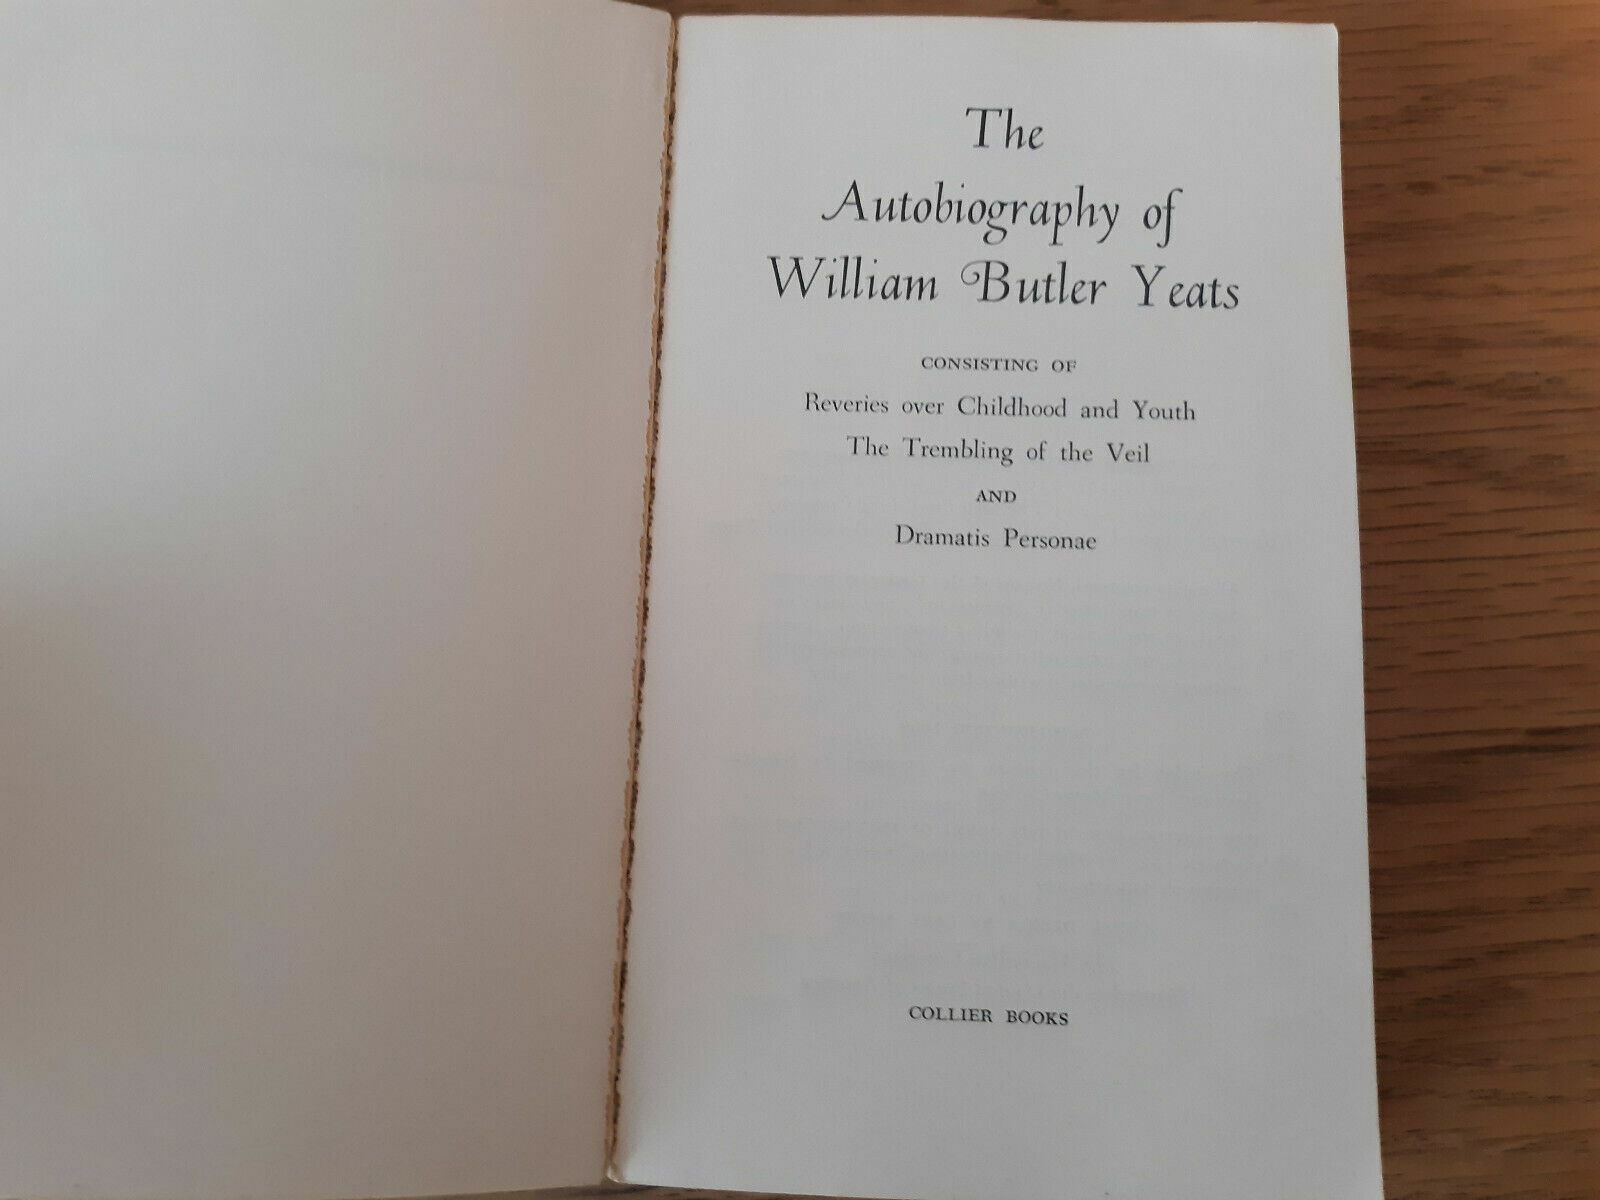 The
Autobiography of
William Butler Yeats
CONSISTING OF
Reveries over Childhood and Youth
The Trembling of the Veil
AND
Dramatis Personae
COLLIER BOOKS